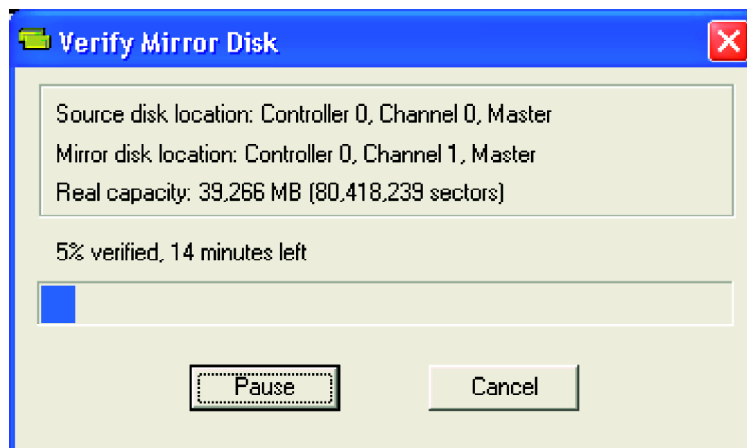 Verify Mirror Disk
Source disk location: Controller 0, Channel 0, Master
Mirror disk location: Controller 0, Channel 1, Master
Real capacity: 39,266 MB (80,418,239 sectors)
5% verified, 14 minutes left
Pause Cancel